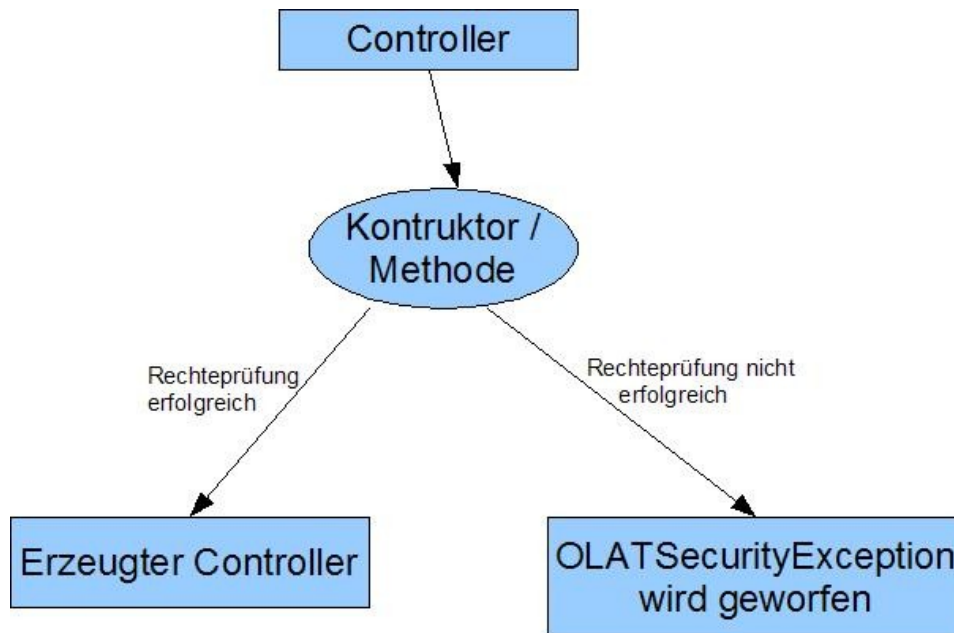 Controller
Kontruktor /
Methode
Rechteprüfung
erfolgreich
Rechteprüfung nicht
erfolgreich
Erzeugter Controller
OLATSecurityException
wird geworfen